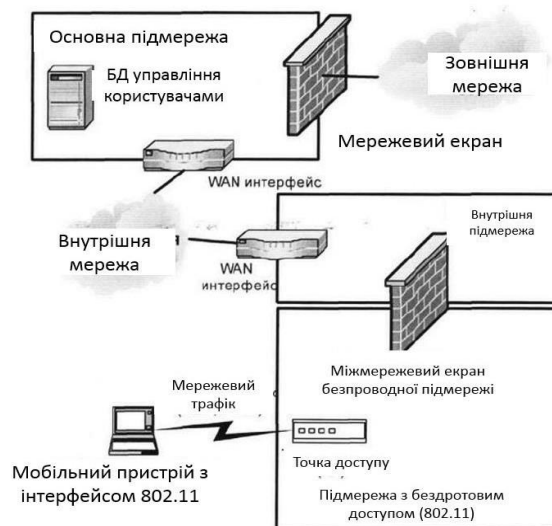 Основна підмережа
БД управління
користувачами
Зовнішня
мережа
Мережевий екран
WAN интерфейс
Внутрішня
підмережа
Внутрішня
мережа
WAN
интерфейс
Міжмережевий екран
безпроводної підмережі
Мережевий
трафік
Точка доступу
Мобільний пристрій з
інтерфейсом 802.11
Підмережа з бездротовим
доступом (802.11)